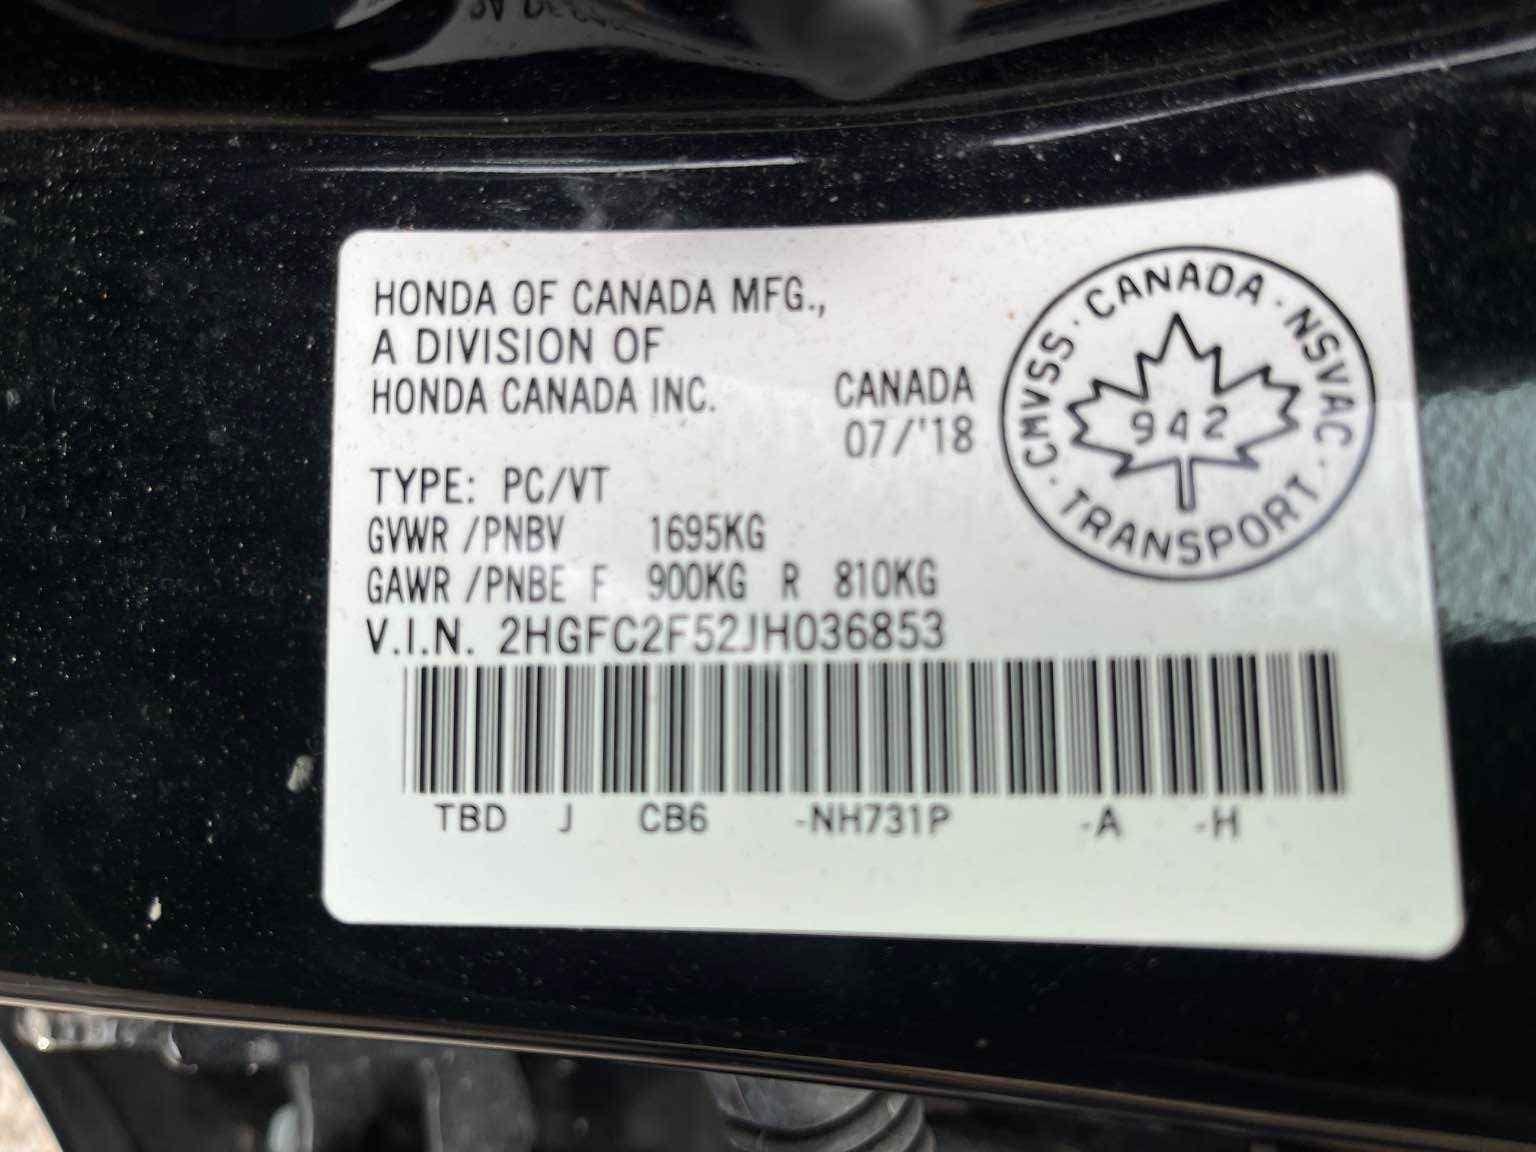 HONDA OF CANADA MFG.,
A DIVISION OF
HONDA CANADA INC.
CANADA
07/'18
CMVSS · CANADA · NSVAC · TRANSPORT ·
942
TYPE: PC/VT
GVWR /PNBV 1695KG
GAWR /PNBE F 900KG R 810KG
V.I.N. 2HGFC2F52JH036853
TBD J CB6 -NH731P -A -H